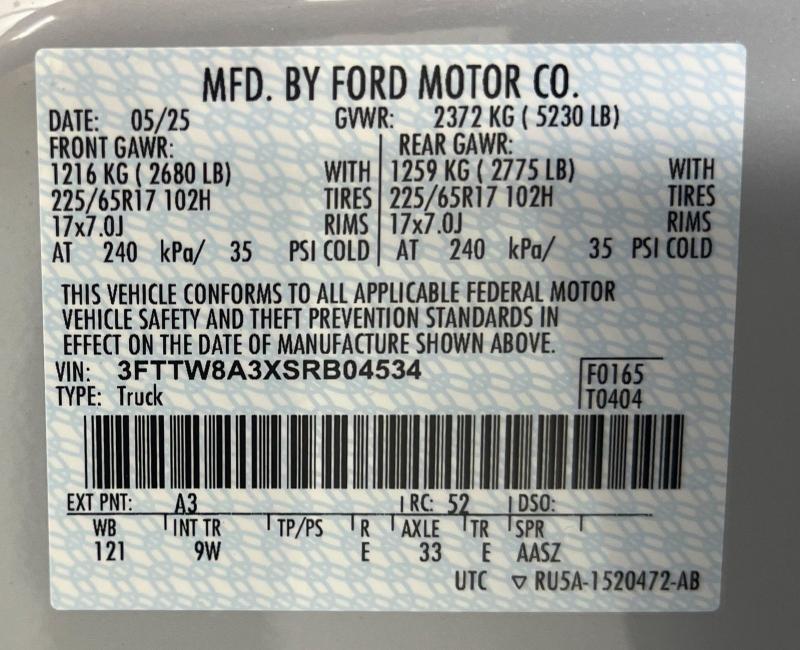 MFD. BY FORD MOTOR CO.
DATE: 05/25 GVWR: 2372 KG ( 5230 LB)
FRONT GAWR: REAR GAWR:
1216 KG ( 2680 LB) WITH 1259 KG ( 2775 LB) WITH
225/65R17 102H TIRES 225/65R17 102H TIRES
17x7.0J RIMS 17x7.0J RIMS
AT 240 kPa/ 35 PSI COLD AT 240 kPa/ 35 PSI COLD
THIS VEHICLE CONFORMS TO ALL APPLICABLE FEDERAL MOTOR
VEHICLE SAFETY AND THEFT PREVENTION STANDARDS IN
EFFECT ON THE DATE OF MANUFACTURE SHOWN ABOVE.
VIN: 3FTTW8A3XSRB04534 F0165
TYPE: Truck T0404
EXT PNT: A3 RC: 52 DSO:
WB INT TR TP/PS R AXLE TR SPR
121 9W E 33 E AASZ
UTC ▽ RU5A-1520472-AB